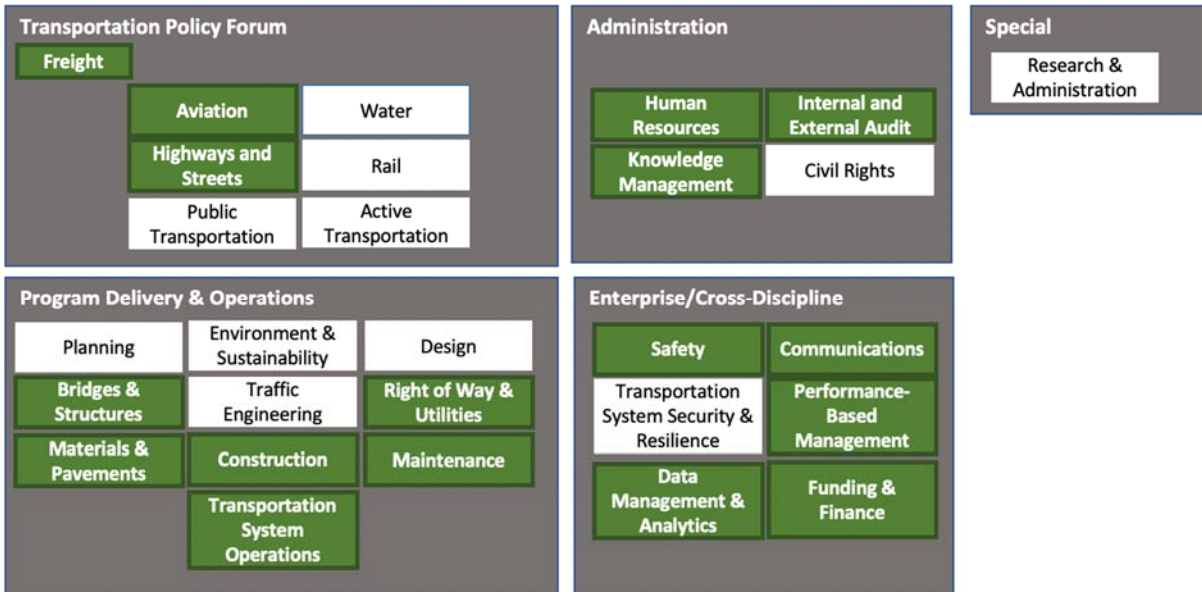 Transportation Policy Forum
Freight
Aviation
Water
Highways and
Streets
Rail
Public
Transportation
Active
Transportation
Administration
Human
Resources
Internal and
External Audit
Knowledge
Management
Civil Rights
Special
Research &
Administration
Program Delivery & Operations
Planning
Environment &
Sustainability
Design
Bridges &
Structures
Traffic
Engineering
Right of Way &
Utilities
Materials &
Pavements
Construction
Maintenance
Transportation
System
Operations
Enterprise/Cross-Discipline
Safety
Communications
Transportation
System Security &
Resilience
Performance-
Based
Management
Data
Management &
Analytics
Funding &
Finance